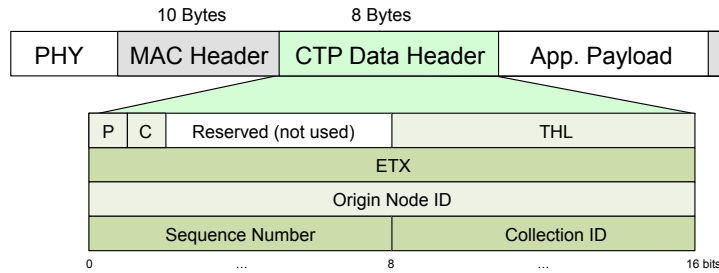 10 Bytes 8 Bytes
PHY MAC Header CTP Data Header App. Payload
P C Reserved (not used) THL
ETX
Origin Node ID
Sequence Number Collection ID
0 ... 8 ... 16 bits